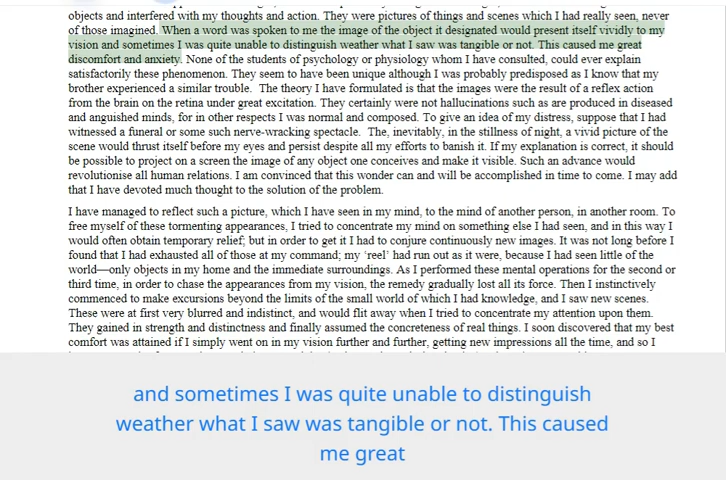 objects and interfered with my thoughts and action. They were pictures of things and scenes which I had really seen, never
of those imagined. When a word was spoken to me the image of the object it designated would present itself vividly to my
vision and sometimes I was quite unable to distinguish weather what I saw was tangible or not. This caused me great
discomfort and anxiety. None of the students of psychology or physiology whom I have consulted, could ever explain
satisfactorily these phenomenon. They seem to have been unique although I was probably predisposed as I know that my
brother experienced a similar trouble. The theory I have formulated is that the images were the result of a reflex action
from the brain on the retina under great excitation. They certainly were not hallucinations such as are produced in diseased
and anguished minds, for in other respects I was normal and composed. To give an idea of my distress, suppose that I had
witnessed a funeral or some such nerve-wracking spectacle. The, inevitably, in the stillness of night, a vivid picture of the
scene would thrust itself before my eyes and persist despite all my efforts to banish it. If my explanation is correct, it should
be possible to project on a screen the image of any object one conceives and make it visible. Such an advance would
revolutionise all human relations. I am convinced that this wonder can and will be accomplished in time to come. I may add
that I have devoted much thought to the solution of the problem.
I have managed to reflect such a picture, which I have seen in my mind, to the mind of another person, in another room. To
free myself of these tormenting appearances, I tried to concentrate my mind on something else I had seen, and in this way I
would often obtain temporary relief; but in order to get it I had to conjure continuously new images. It was not long before I
found that I had exhausted all of those at my command; my 'reel' had run out as it were, because I had seen little of the
world—only objects in my home and the immediate surroundings. As I performed these mental operations for the second or
third time, in order to chase the appearances from my vision, the remedy gradually lost all its force. Then I instinctively
commenced to make excursions beyond the limits of the small world of which I had knowledge, and I saw new scenes.
These were at first very blurred and indistinct, and would flit away when I tried to concentrate my attention upon them.
They gained in strength and distinctness and finally assumed the concreteness of real things. I soon discovered that my best
comfort was attained if I simply went on in my vision further and further, getting new impressions all the time, and so I
and sometimes I was quite unable to distinguish
weather what I saw was tangible or not. This caused
me great